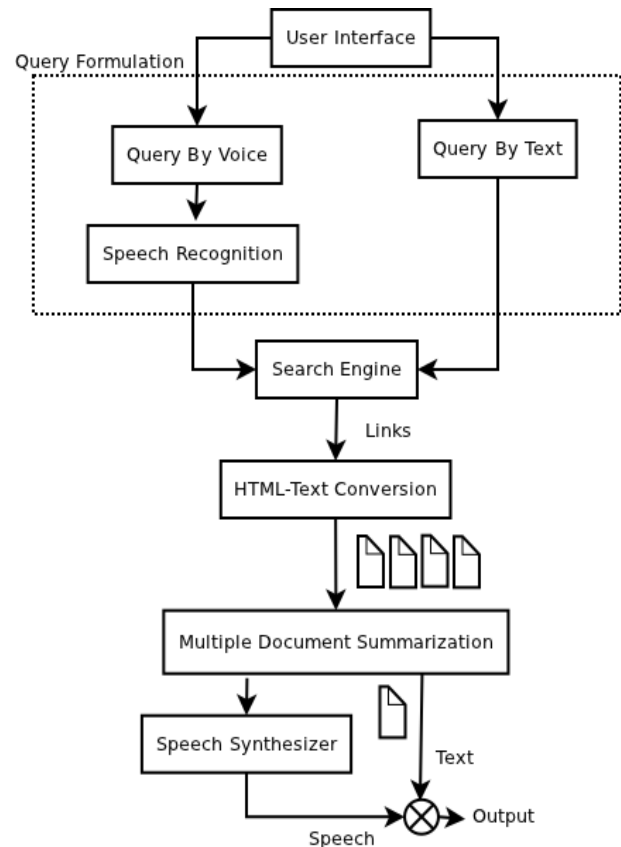 User Interface
Query Formulation
Query By Voice
Query By Text
Speech Recognition
Search Engine
Links
HTML-Text Conversion
Multiple Document Summarization
Speech Synthesizer
Text
Output
Speech